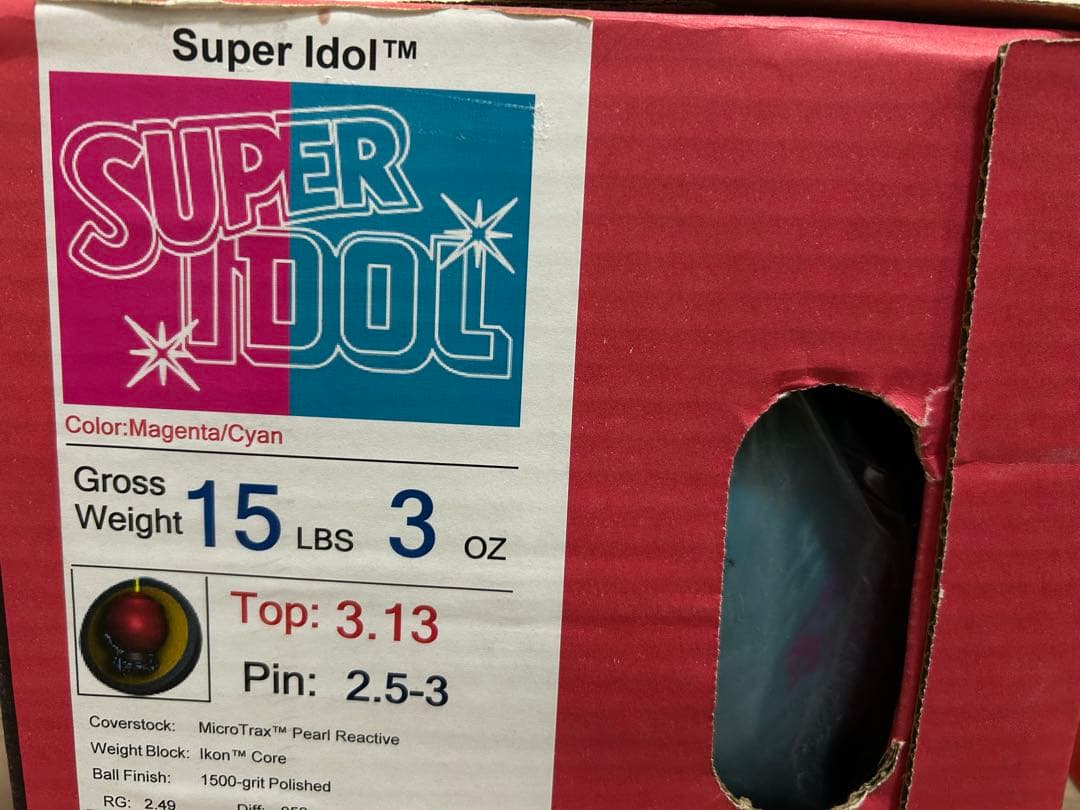 Super Idol™
SUPER
IDOL
Color:Magenta/Cyan
Gross Weight 15 LBS 3 OZ
Top: 3.13
Pin: 2.5-3
Coverstock: MicroTrax™ Pearl Reactive
Weight Block: Ikon™ Core
Ball Finish: 1500-grit Polished
RG: 2.49 Diff: